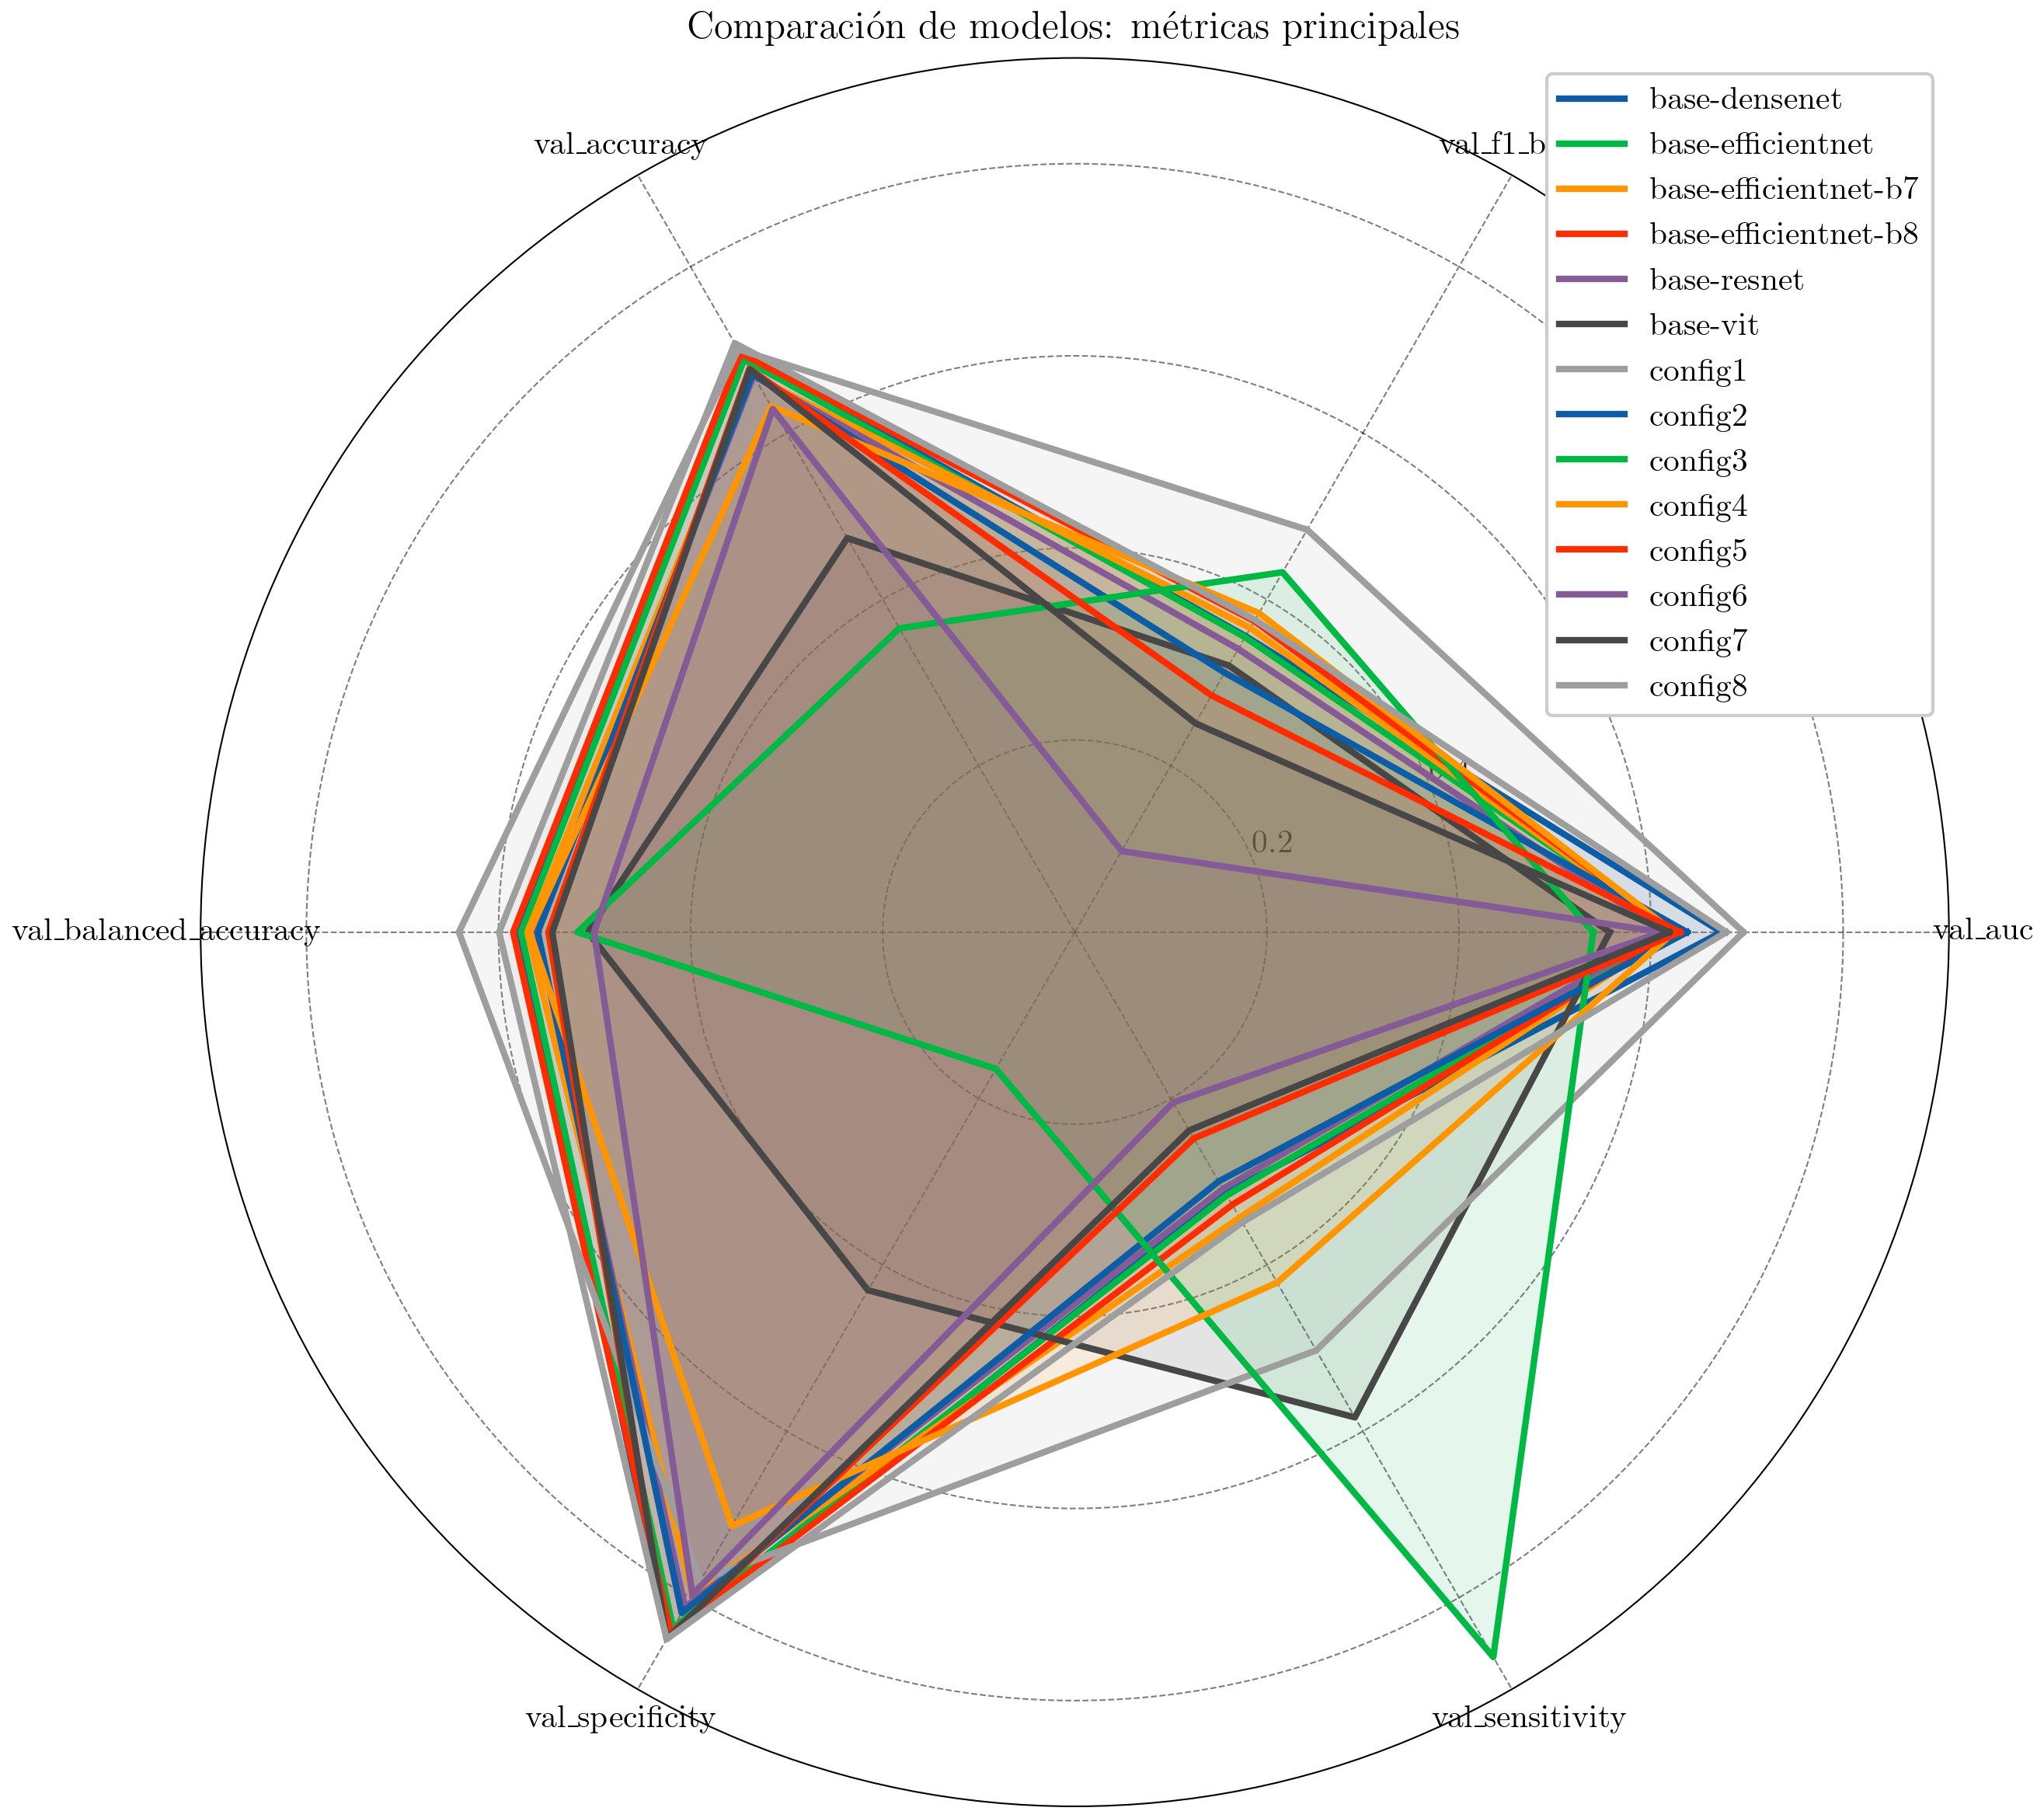 Comparación de modelos: métricas principales
val_accuracy
val_f1_b
base-densenet
base-efficientnet
base-efficientnet-b7
base-efficientnet-b8
base-resnet
base-vit
config1
config2
config3
config4
config5
config6
config7
config8
0.2
val_balanced_accuracy
val_auc
val_specificity
val_sensitivity